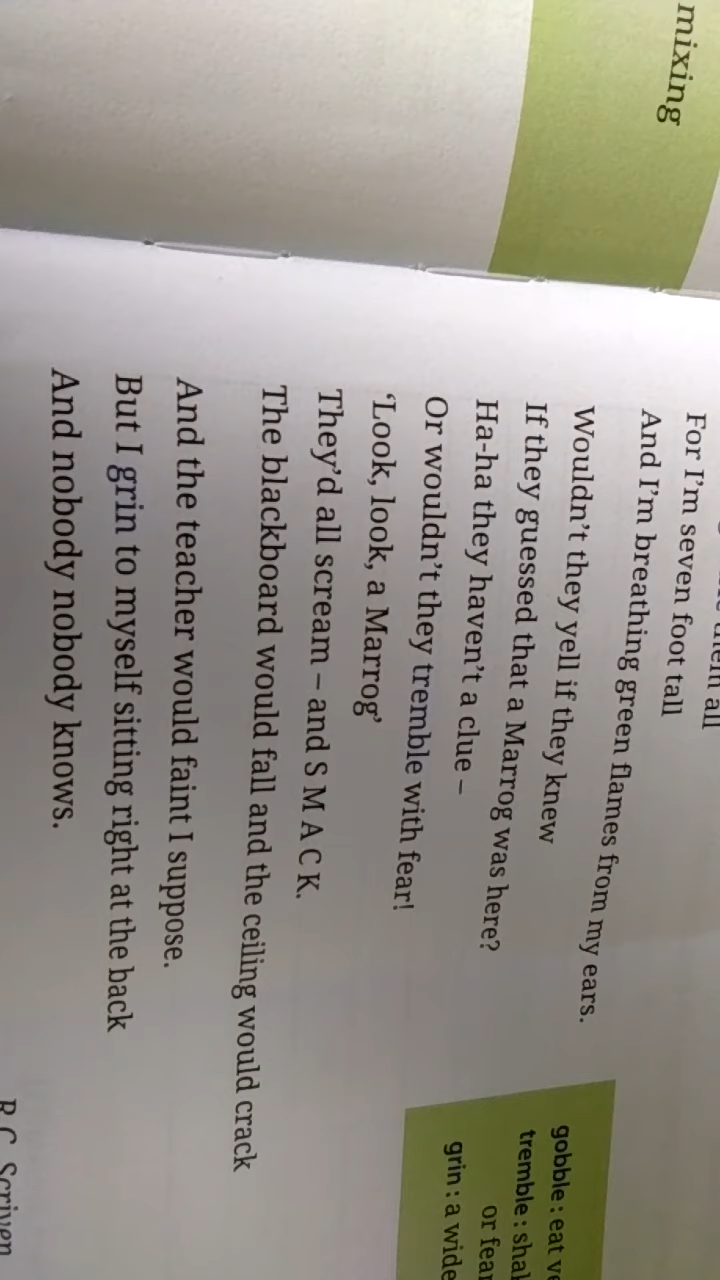 mixing
them all
For I'm seven foot tall
And I'm breathing green flames from my ears.
Wouldn't they yell if they knew
If they guessed that a Marrog was here?
Ha-ha they haven't a clue –
Or wouldn't they tremble with fear!
'Look, look, a Marrog'
They'd all scream – and S M A C K.
The blackboard would fall and the ceiling would crack
And the teacher would faint I suppose.
But I grin to myself sitting right at the back
And nobody nobody knows.
R.C. Scriven
gobble : eat
tremble :
or fear
grin : a wide